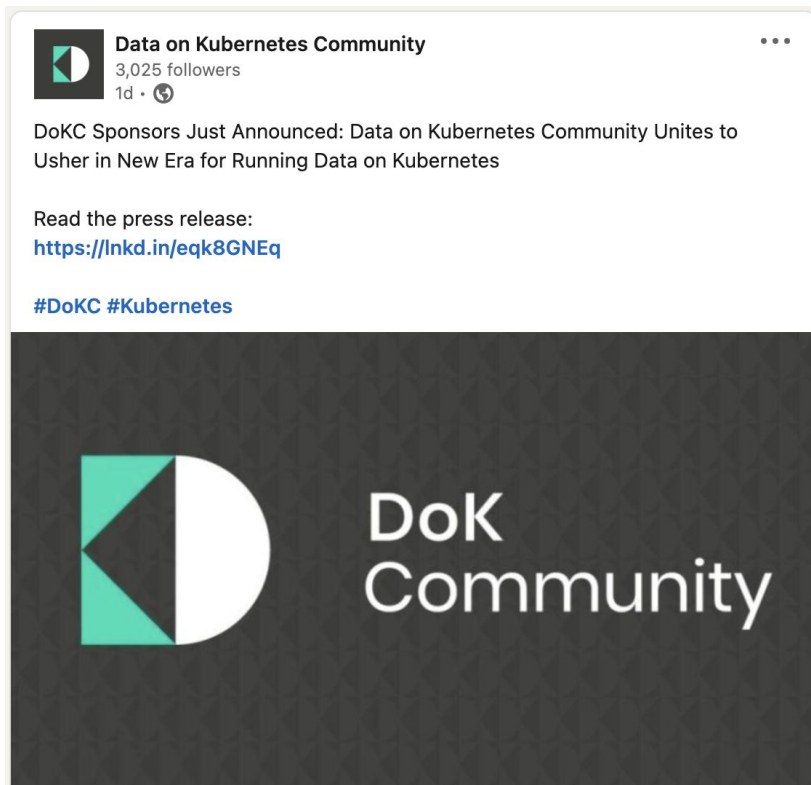 Data on Kubernetes Community
3,025 followers
1d •
DoKC Sponsors Just Announced: Data on Kubernetes Community Unites to
Usher in New Era for Running Data on Kubernetes
Read the press release:
https://lnkd.in/eqk8GNEq
#DoKC #Kubernetes
DoK
Community